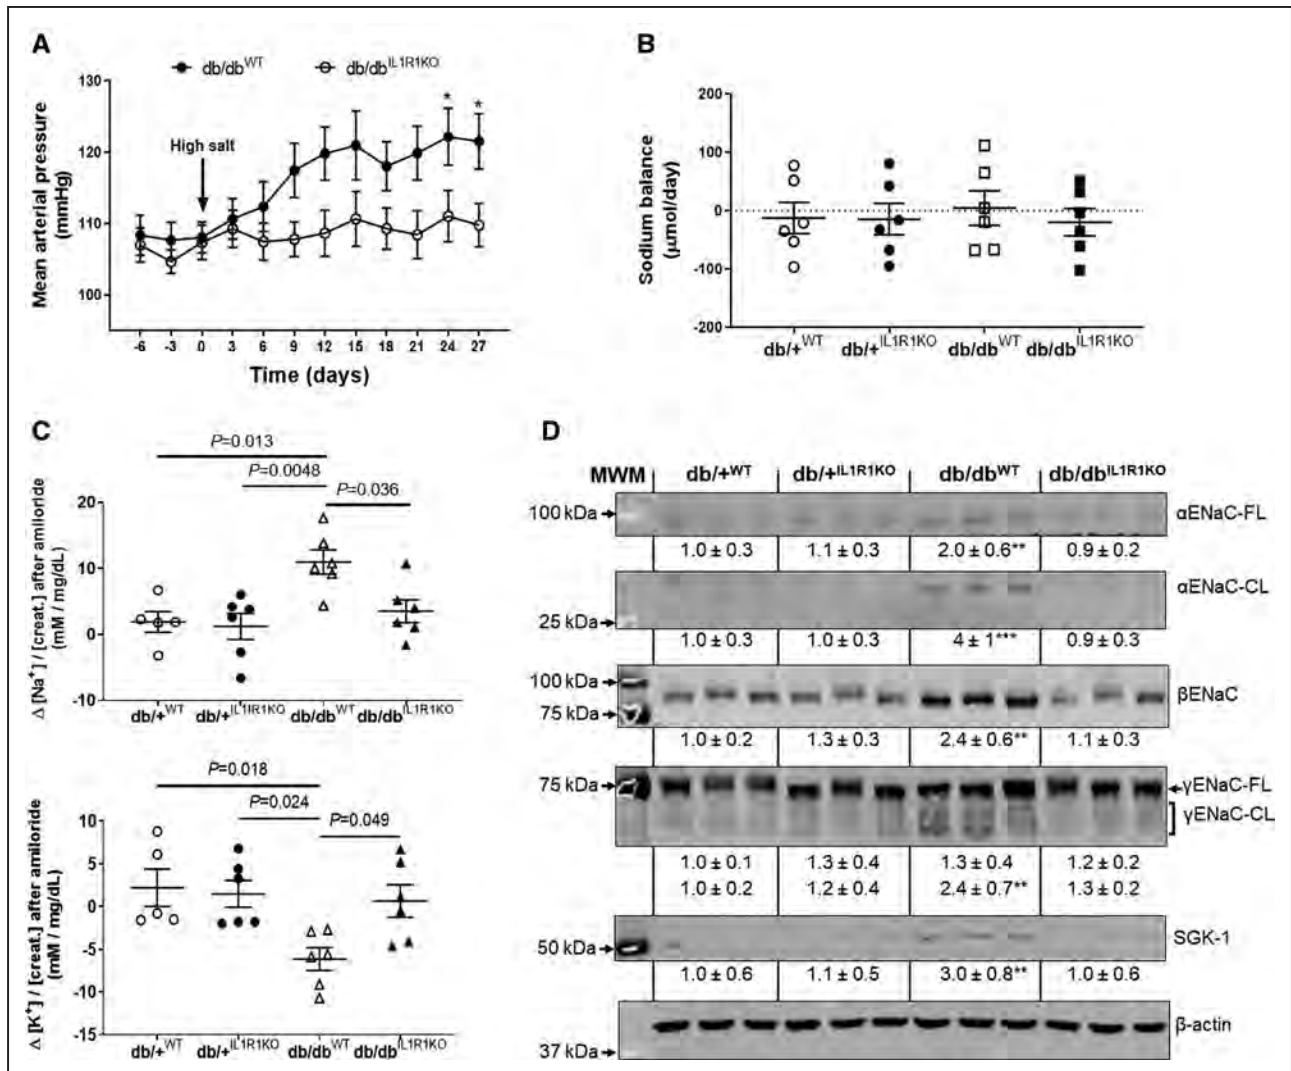 A
db/db^WT
db/db^IL1R1KO
130
120
110
100
Mean arterial pressure
(mmHg)
High salt
* *
-6 -3 0 3 6 9 12 15 18 21 24 27
Time (days)
B
200
100
0
-100
-200
Sodium balance
(μmol/day)
db/+^WT db/+^IL1R1KO db/db^WT db/db^IL1R1KO
C
P=0.013
P=0.0048
P=0.036
20
10
0
-10
Δ [Na+] / [creat.] after amiloride
(mM / mg/dL)
db/+^WT db/+^IL1R1KO db/db^WT db/db^IL1R1KO
P=0.018
P=0.024
P=0.049
10
5
0
-5
-10
-15
Δ [K+] / [creat.] after amiloride
(mM / mg/dL)
db/+^WT db/+^IL1R1KO db/db^WT db/db^IL1R1KO
D
MWM db/+^WT db/+^IL1R1KO db/db^WT db/db^IL1R1KO
100 kDa αENaC-FL
1.0 ± 0.3 1.1 ± 0.3 2.0 ± 0.6** 0.9 ± 0.2
αENaC-CL
25 kDa
1.0 ± 0.3 1.0 ± 0.3 4 ± 1*** 0.9 ± 0.3
100 kDa
βENaC
75 kDa
1.0 ± 0.2 1.3 ± 0.3 2.4 ± 0.6** 1.1 ± 0.3
75 kDa γENaC-FL
γENaC-CL
1.0 ± 0.1 1.3 ± 0.4 1.3 ± 0.4 1.2 ± 0.2
1.0 ± 0.2 1.2 ± 0.4 2.4 ± 0.7** 1.3 ± 0.2
50 kDa SGK-1
1.0 ± 0.6 1.1 ± 0.5 3.0 ± 0.8** 1.0 ± 0.6
β-actin
37 kDa